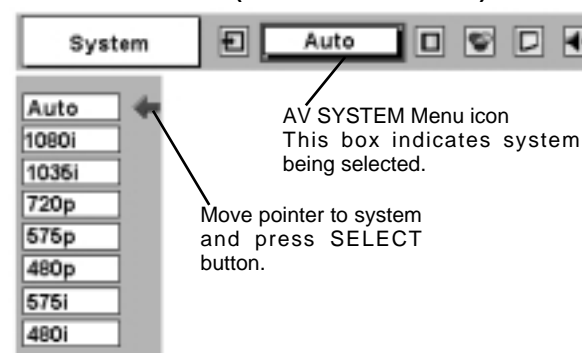 System
Auto
AV SYSTEM Menu icon
This box indicates system
being selected.
Auto
1080i
1035i
720p
575p
480p
575i
480i
Move pointer to system
and press SELECT
button.